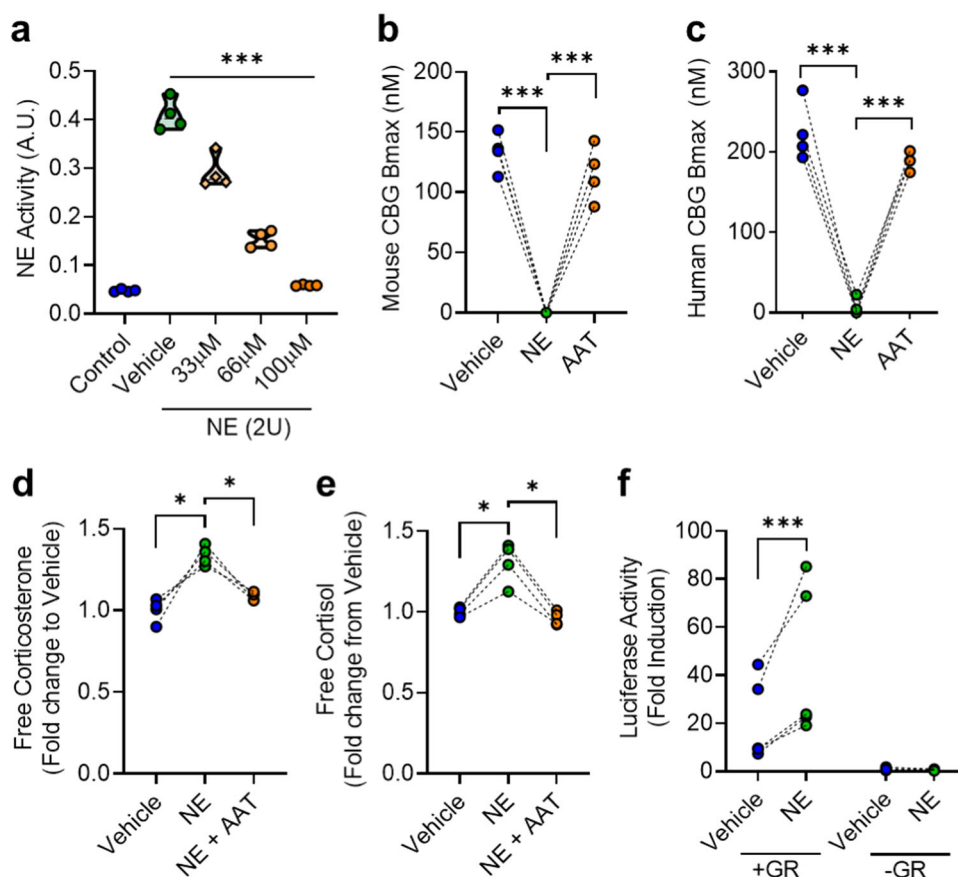 a
***
NE Activity (A.U.)
0.5
0.4
0.3
0.2
0.1
0.0
Control
Vehicle
33µM
66µM
100µM
NE (2U)
b
***
***
Mouse CBG Bmax (nM)
200
150
100
50
0
Vehicle
NE
AAT
c
***
***
Human CBG Bmax (nM)
300
200
100
0
Vehicle
NE
AAT
d
*
*
Free Corticosterone
(Fold change to Vehicle)
1.5
1.0
0.5
0.0
Vehicle
NE
NE + AAT
e
*
*
Free Cortisol
(Fold change from Vehicle)
1.5
1.0
0.5
0.0
Vehicle
NE
NE + AAT
f
***
Luciferase Activity
(Fold Induction)
100
80
60
40
20
0
Vehicle
NE
Vehicle
NE
+GR
-GR